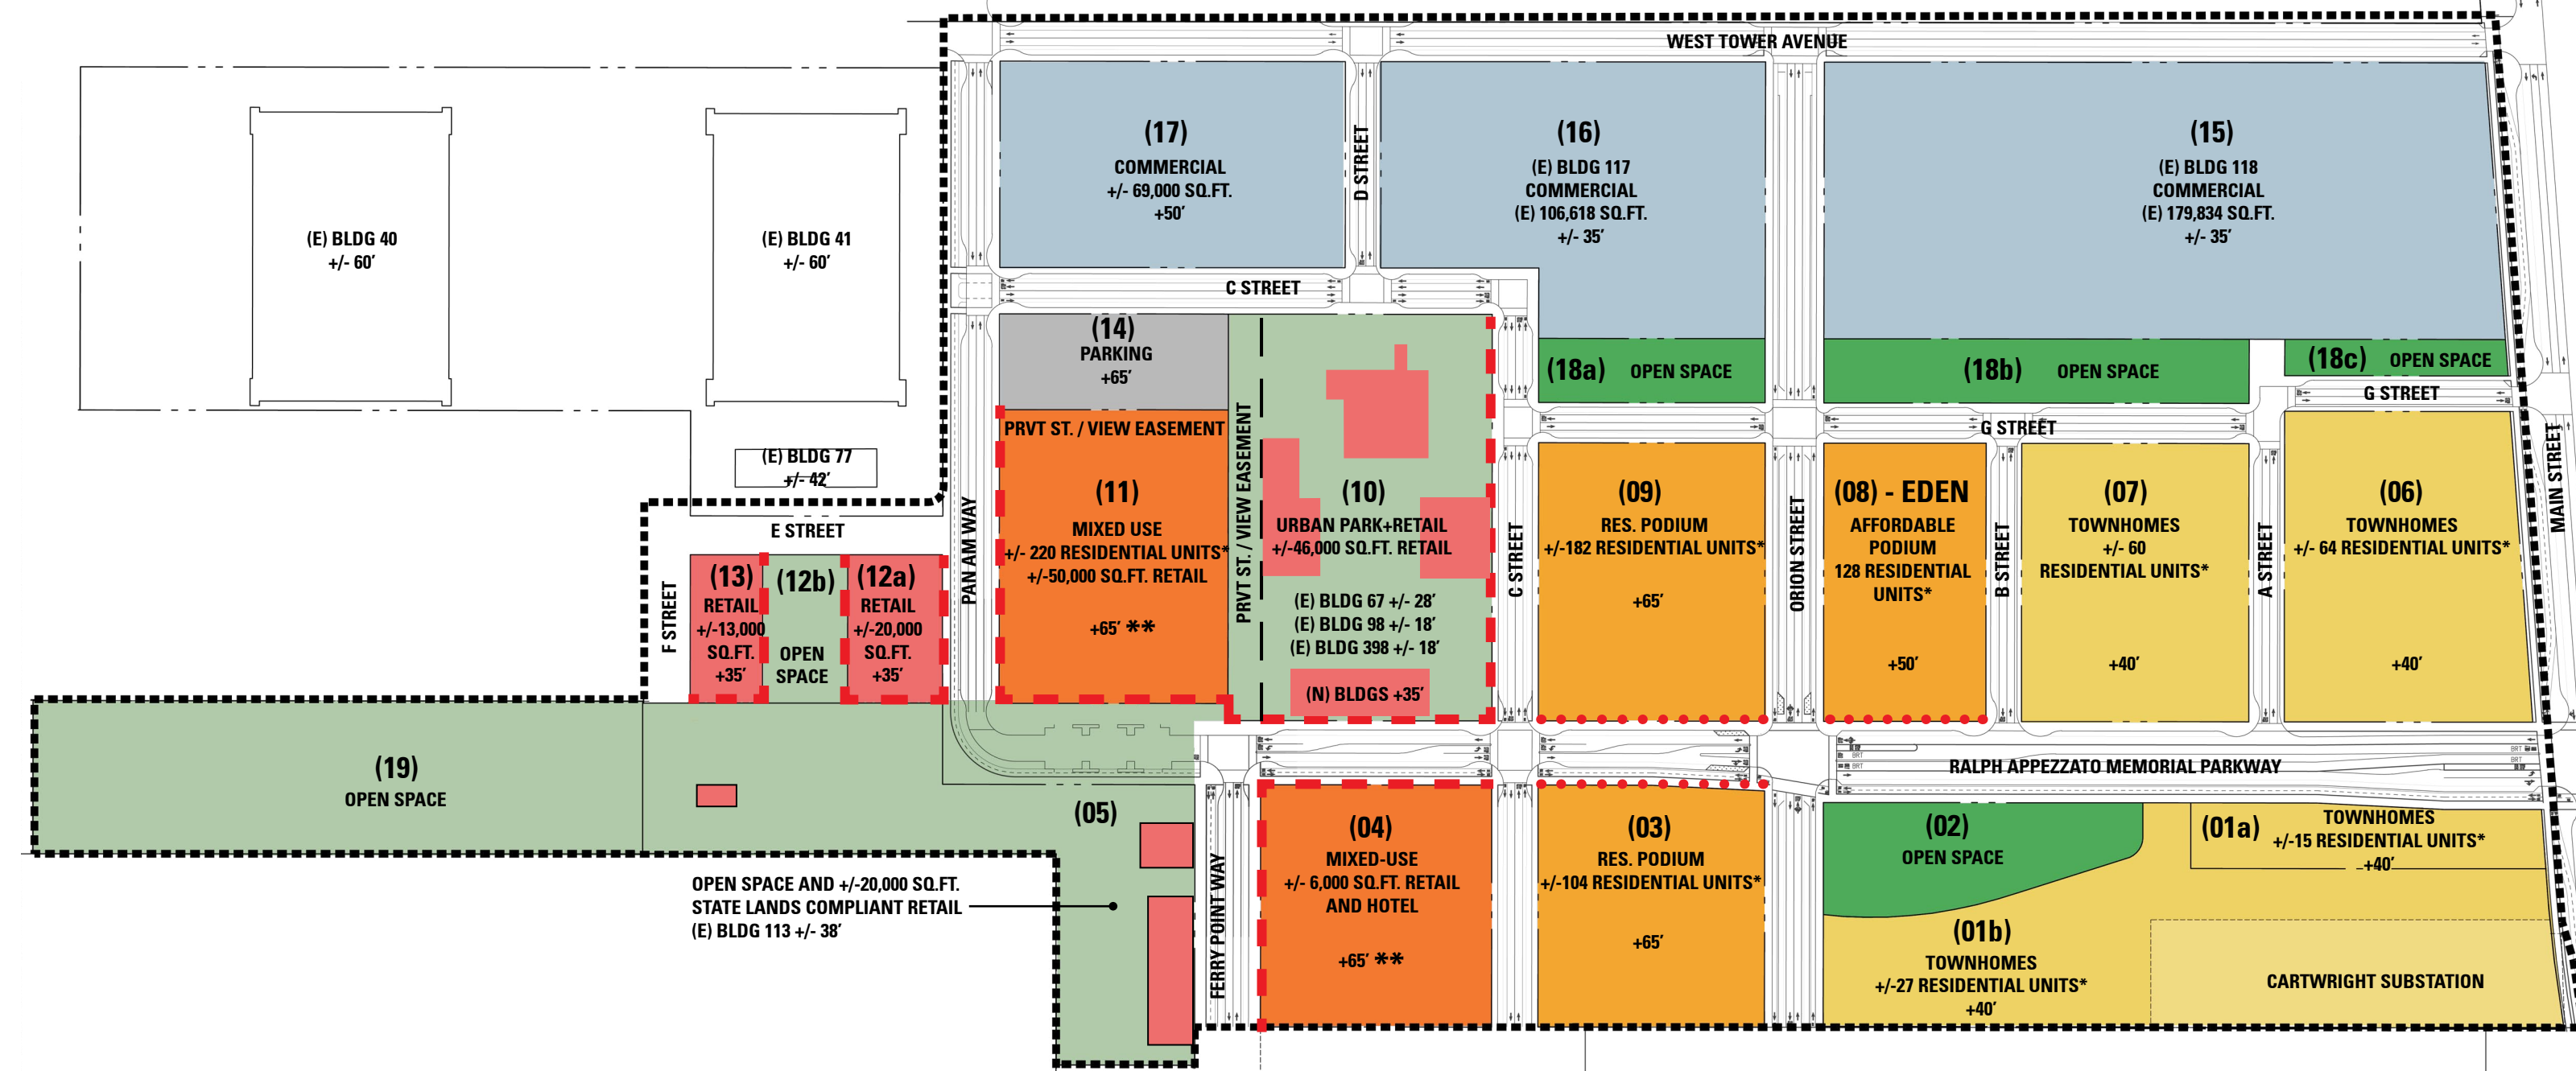 WEST TOWER AVENUE
(17)
COMMERCIAL
+/- 69,000 SQ.FT.
+50'
D STREET
(16)
(E) BLDG 117
COMMERCIAL
(E) 106,618 SQ.FT.
+/- 35'
(15)
(E) BLDG 118
COMMERCIAL
(E) 179,834 SQ.FT.
+/- 35'
(E) BLDG 40
+/- 60'
(E) BLDG 41
+/- 60'
C STREET
(14)
PARKING
+65'
(18a) OPEN SPACE
(18b) OPEN SPACE
(18c) OPEN SPACE
G STREET
G STREET
MAIN STREET
(E) BLDG 77
+/- 42'
E STREET
F STREET
(13)
RETAIL
+/-13,000
SQ.FT.
+35'
(12b)
OPEN
SPACE
(12a)
RETAIL
+/-20,000
SQ.FT.
+35'
PAN AM WAY
PRVT ST. / VIEW EASEMENT
(11)
MIXED USE
+/- 220 RESIDENTIAL UNITS*
+/-50,000 SQ.FT. RETAIL
+65' **
PRVT ST. / VIEW EASEMENT
(10)
URBAN PARK+RETAIL
+/-46,000 SQ.FT. RETAIL
(E) BLDG 67 +/- 28'
(E) BLDG 98 +/- 18'
(E) BLDG 398 +/- 18'
(N) BLDGS +35'
C STREET
(09)
RES. PODIUM
+/-182 RESIDENTIAL UNITS*
+65'
ORION STREET
(08) - EDEN
AFFORDABLE
PODIUM
128 RESIDENTIAL
UNITS*
+50'
B STREET
(07)
TOWNHOMES
+/- 60
RESIDENTIAL UNITS*
+40'
A STREET
(06)
TOWNHOMES
+/- 64 RESIDENTIAL UNITS*
+40'
BRT
BRT
BRT
RALPH APPEZZATO MEMORIAL PARKWAY
(19)
OPEN SPACE
(05)
OPEN SPACE AND +/-20,000 SQ.FT.
STATE LANDS COMPLIANT RETAIL
(E) BLDG 113 +/- 38'
FERRY POINT WAY
(04)
MIXED-USE
+/- 6,000 SQ.FT. RETAIL
AND HOTEL
+65' **
(03)
RES. PODIUM
+/-104 RESIDENTIAL UNITS*
+65'
(02)
OPEN SPACE
(01a)
TOWNHOMES
+/-15 RESIDENTIAL UNITS*
+40'
(01b)
TOWNHOMES
+/-27 RESIDENTIAL UNITS*
+40'
CARTWRIGHT SUBSTATION